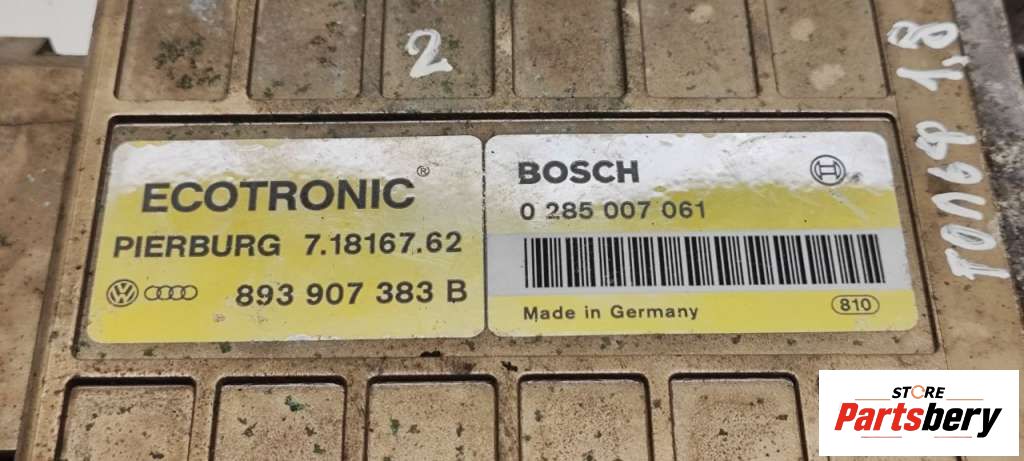 2
ECOTRONIC®
PIERBURG 7.18167.62
893 907 383 B
BOSCH
0 285 007 061
Made in Germany
810
1,8
STORE
Partsbery